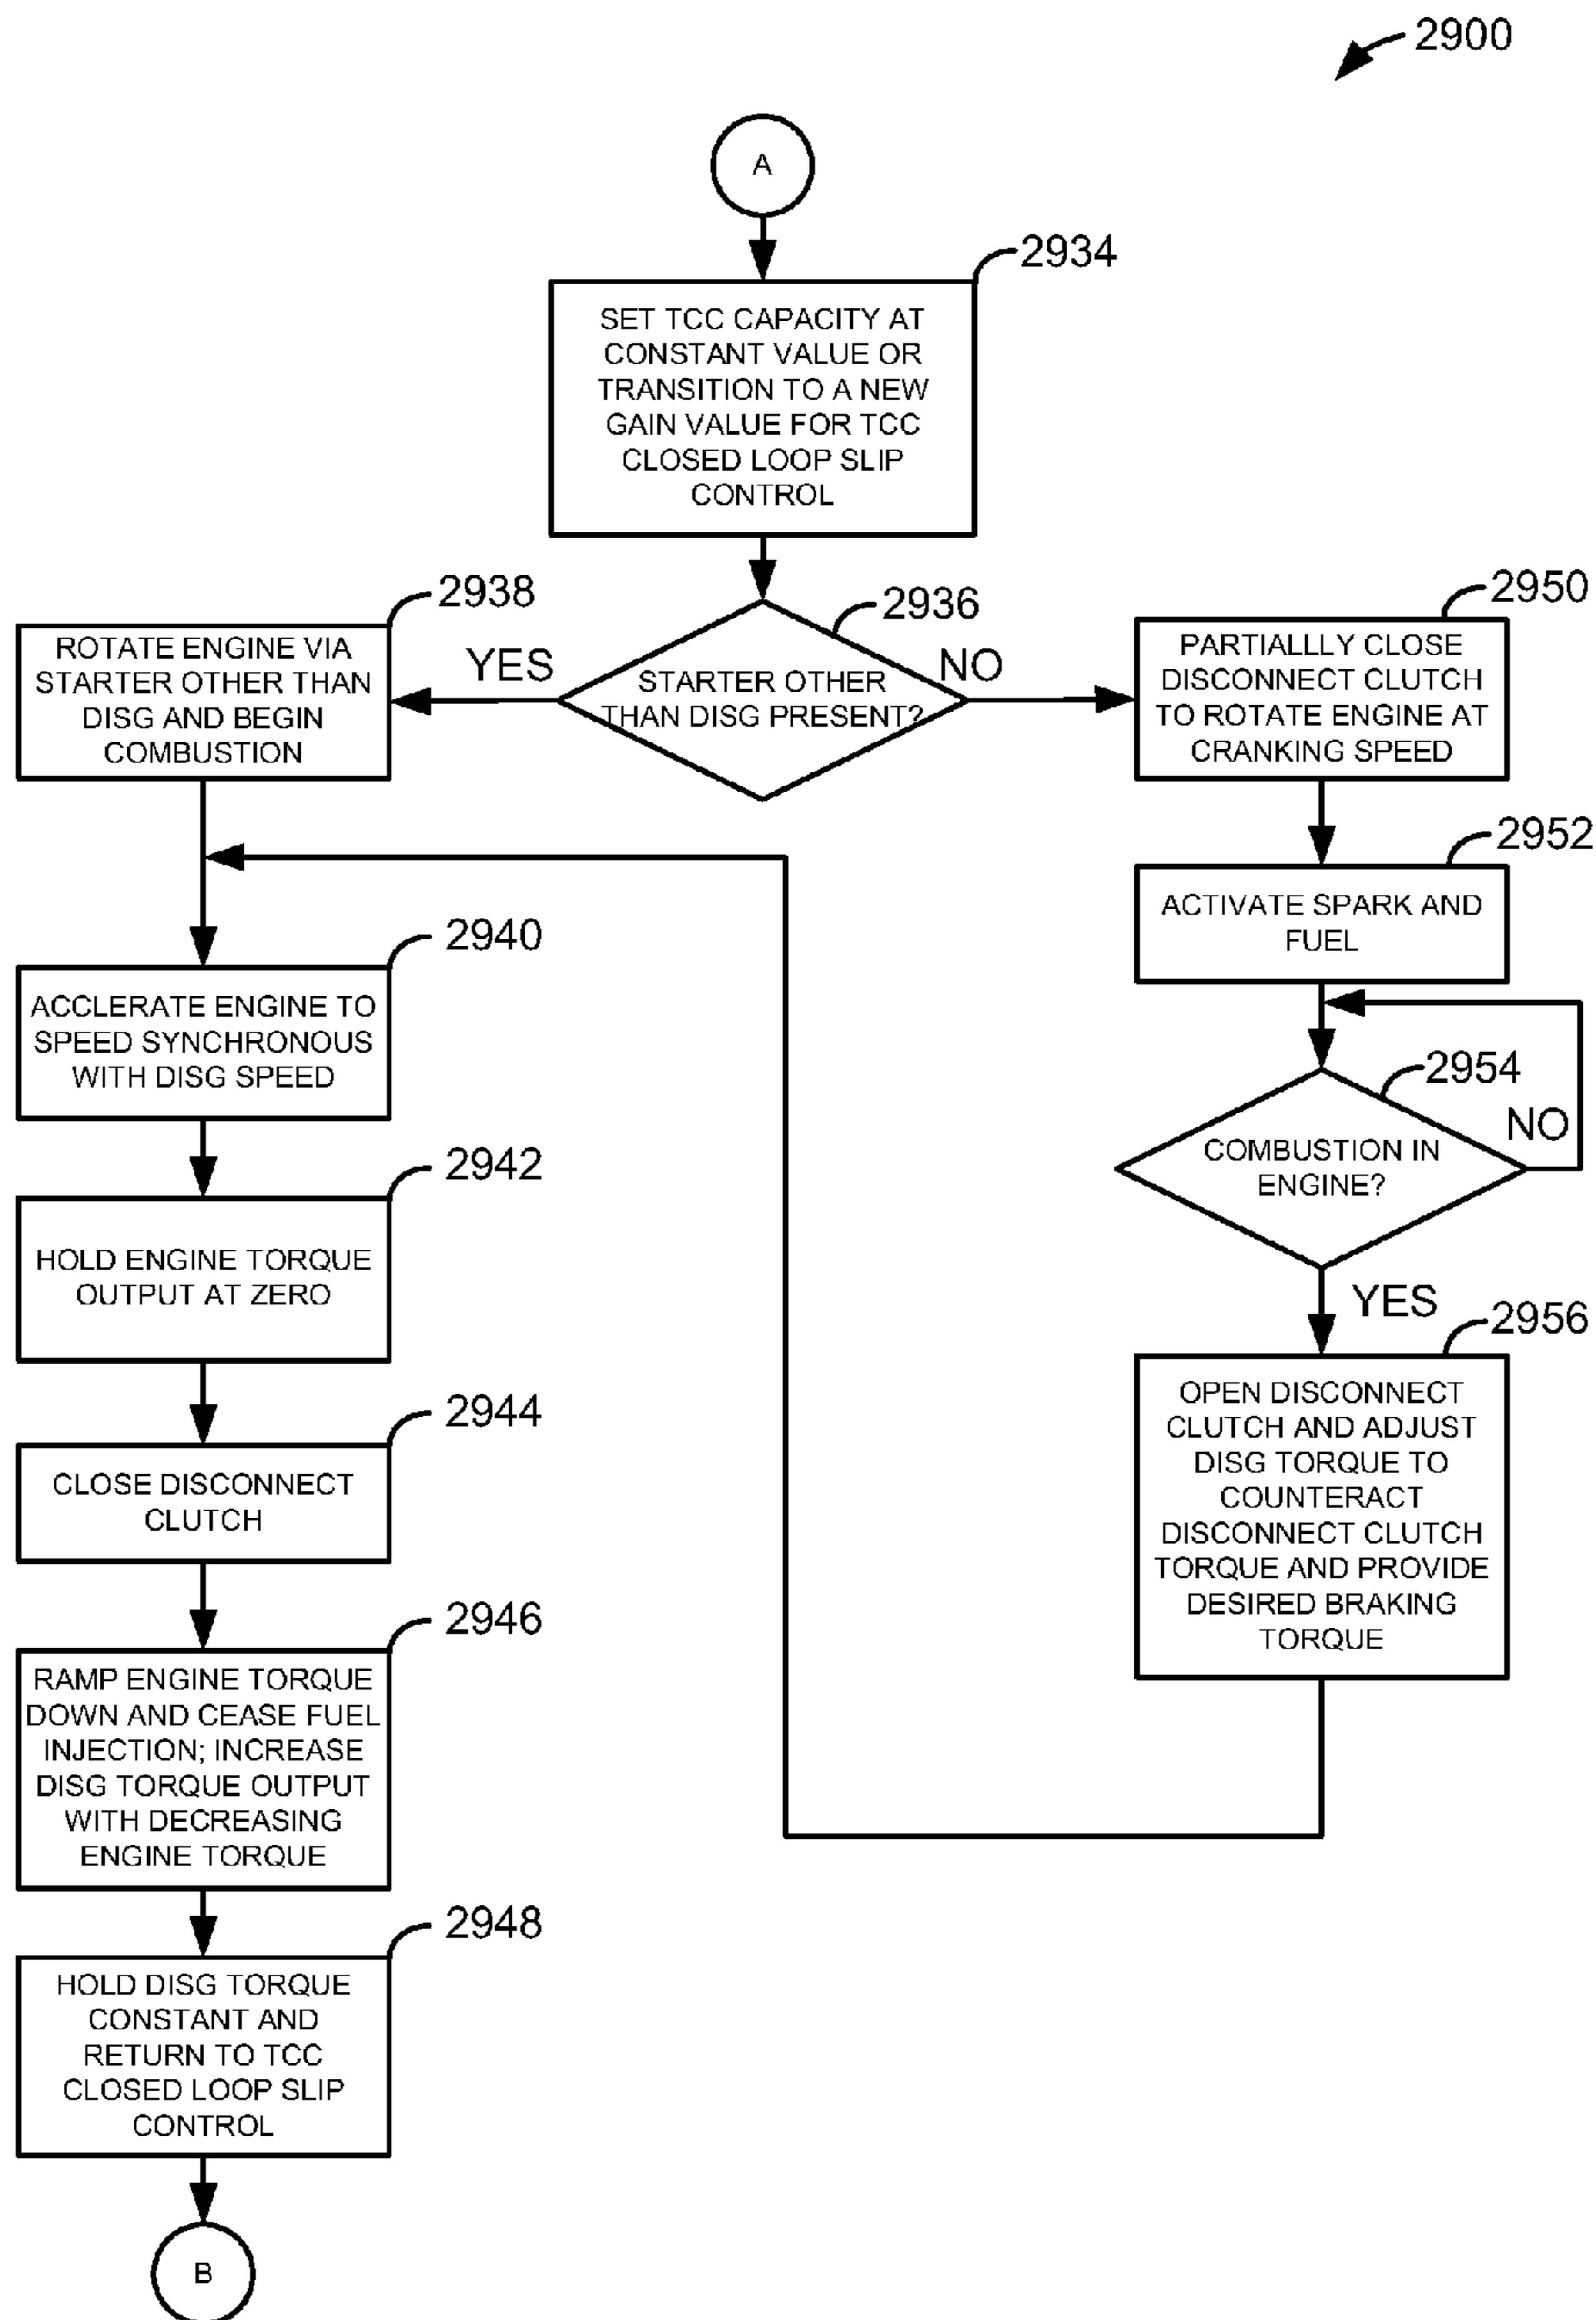 2900
A
2934
SET TCC CAPACITY AT
CONSTANT VALUE OR
TRANSITION TO A NEW
GAIN VALUE FOR TCC
CLOSED LOOP SLIP
CONTROL
2936
STARTER OTHER
THAN DISG PRESENT?
YES
NO
2938
ROTATE ENGINE VIA
STARTER OTHER THAN
DISG AND BEGIN
COMBUSTION
2940
ACCLERATE ENGINE TO
SPEED SYNCHRONOUS
WITH DISG SPEED
2942
HOLD ENGINE TORQUE
OUTPUT AT ZERO
2944
CLOSE DISCONNECT
CLUTCH
2946
RAMP ENGINE TORQUE
DOWN AND CEASE FUEL
INJECTION; INCREASE
DISG TORQUE OUTPUT
WITH DECREASING
ENGINE TORQUE
2948
HOLD DISG TORQUE
CONSTANT AND
RETURN TO TCC
CLOSED LOOP SLIP
CONTROL
B
2950
PARTIALLLY CLOSE
DISCONNECT CLUTCH
TO ROTATE ENGINE AT
CRANKING SPEED
2952
ACTIVATE SPARK AND
FUEL
2954
COMBUSTION IN
ENGINE?
NO
YES
2956
OPEN DISCONNECT
CLUTCH AND ADJUST
DISG TORQUE TO
COUNTERACT
DISCONNECT CLUTCH
TORQUE AND PROVIDE
DESIRED BRAKING
TORQUE